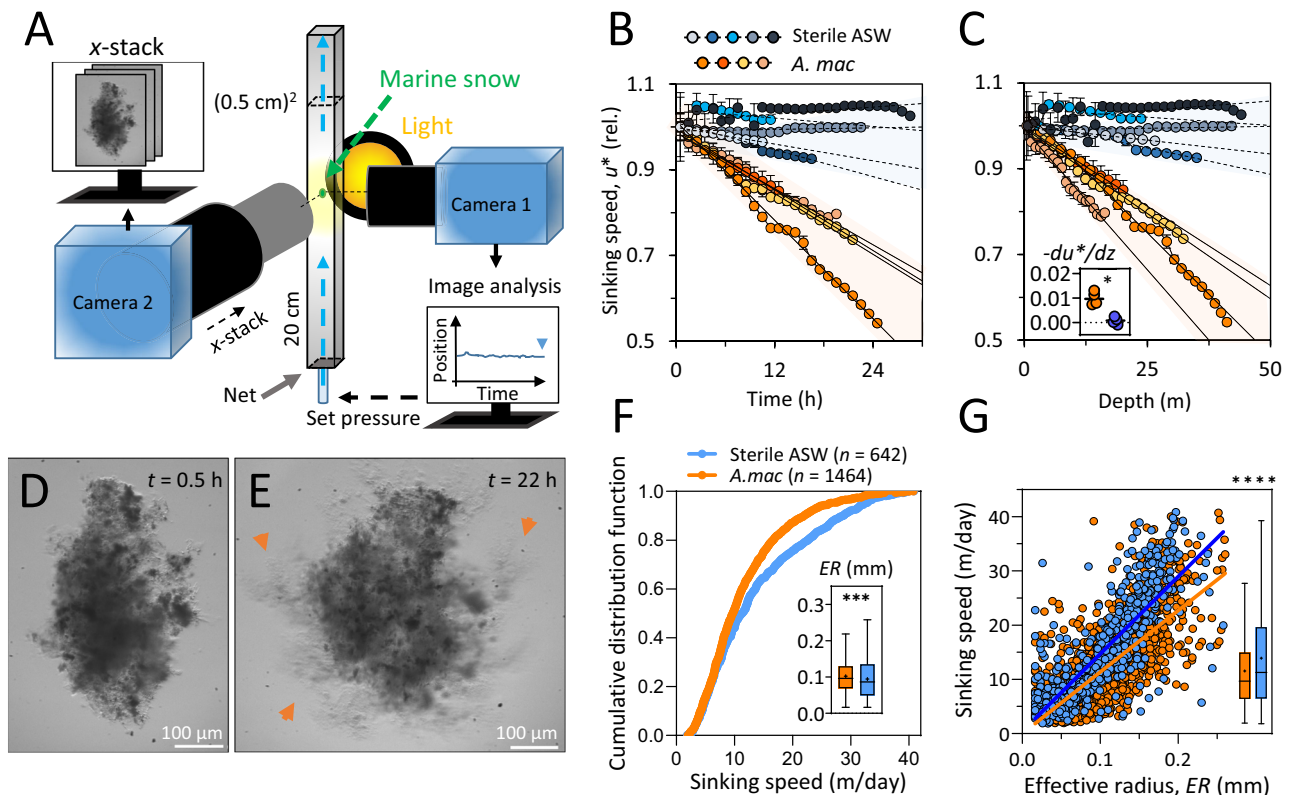 A
x-stack
(0.5 cm)²
Marine snow
Light
Camera 1
Camera 2
x-stack
20 cm
Net
Set pressure
Image analysis
Position
Time
B
Sterile ASW
A. mac
Sinking speed, u* (rel.)
1.1
0.9
0.7
0.5
0
12
24
Time (h)
C
1.1
0.9
0.7
0.5
-du*/dz
0.02
0.01
0.00
*
0
25
50
Depth (m)
D
t = 0.5 h
100 µm
E
t = 22 h
100 µm
F
Sterile ASW (n = 642)
A.mac (n = 1464)
Cumulative distribution function
1.0
0.8
0.6
0.4
0.2
0.0
ER (mm)
***
0.3
0.2
0.1
0.0
0
10
20
30
40
Sinking speed (m/day)
G
****
Sinking speed (m/day)
40
30
20
10
0
0.0
0.1
0.2
Effective radius, ER (mm)